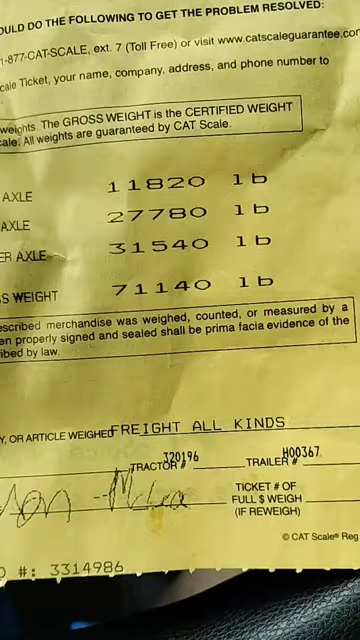 OULD DO THE FOLLOWING TO GET THE PROBLEM RESOLVED:
1-877-CAT-SCALE, ext. 7 (Toll Free) or visit www.catscaleguarantee.com
cale Ticket, your name, company, address, and phone number to
weights. The GROSS WEIGHT is the CERTIFIED WEIGHT
cale. All weights are guaranteed by CAT Scale.
AXLE 11820 lb
AXLE 27780 lb
ER AXLE 31540 lb
SS WEIGHT 71140 lb
escribed merchandise was weighed, counted, or measured by a
en properly signed and sealed shall be prima facia evidence of the
ibed by law.
Y, OR ARTICLE WEIGHED FREIGHT ALL KINDS
TRACTOR # 320196 TRAILER # H00367
TICKET # OF
FULL $ WEIGH
(IF REWEIGH)
© CAT Scale® Reg
O #: 3314986